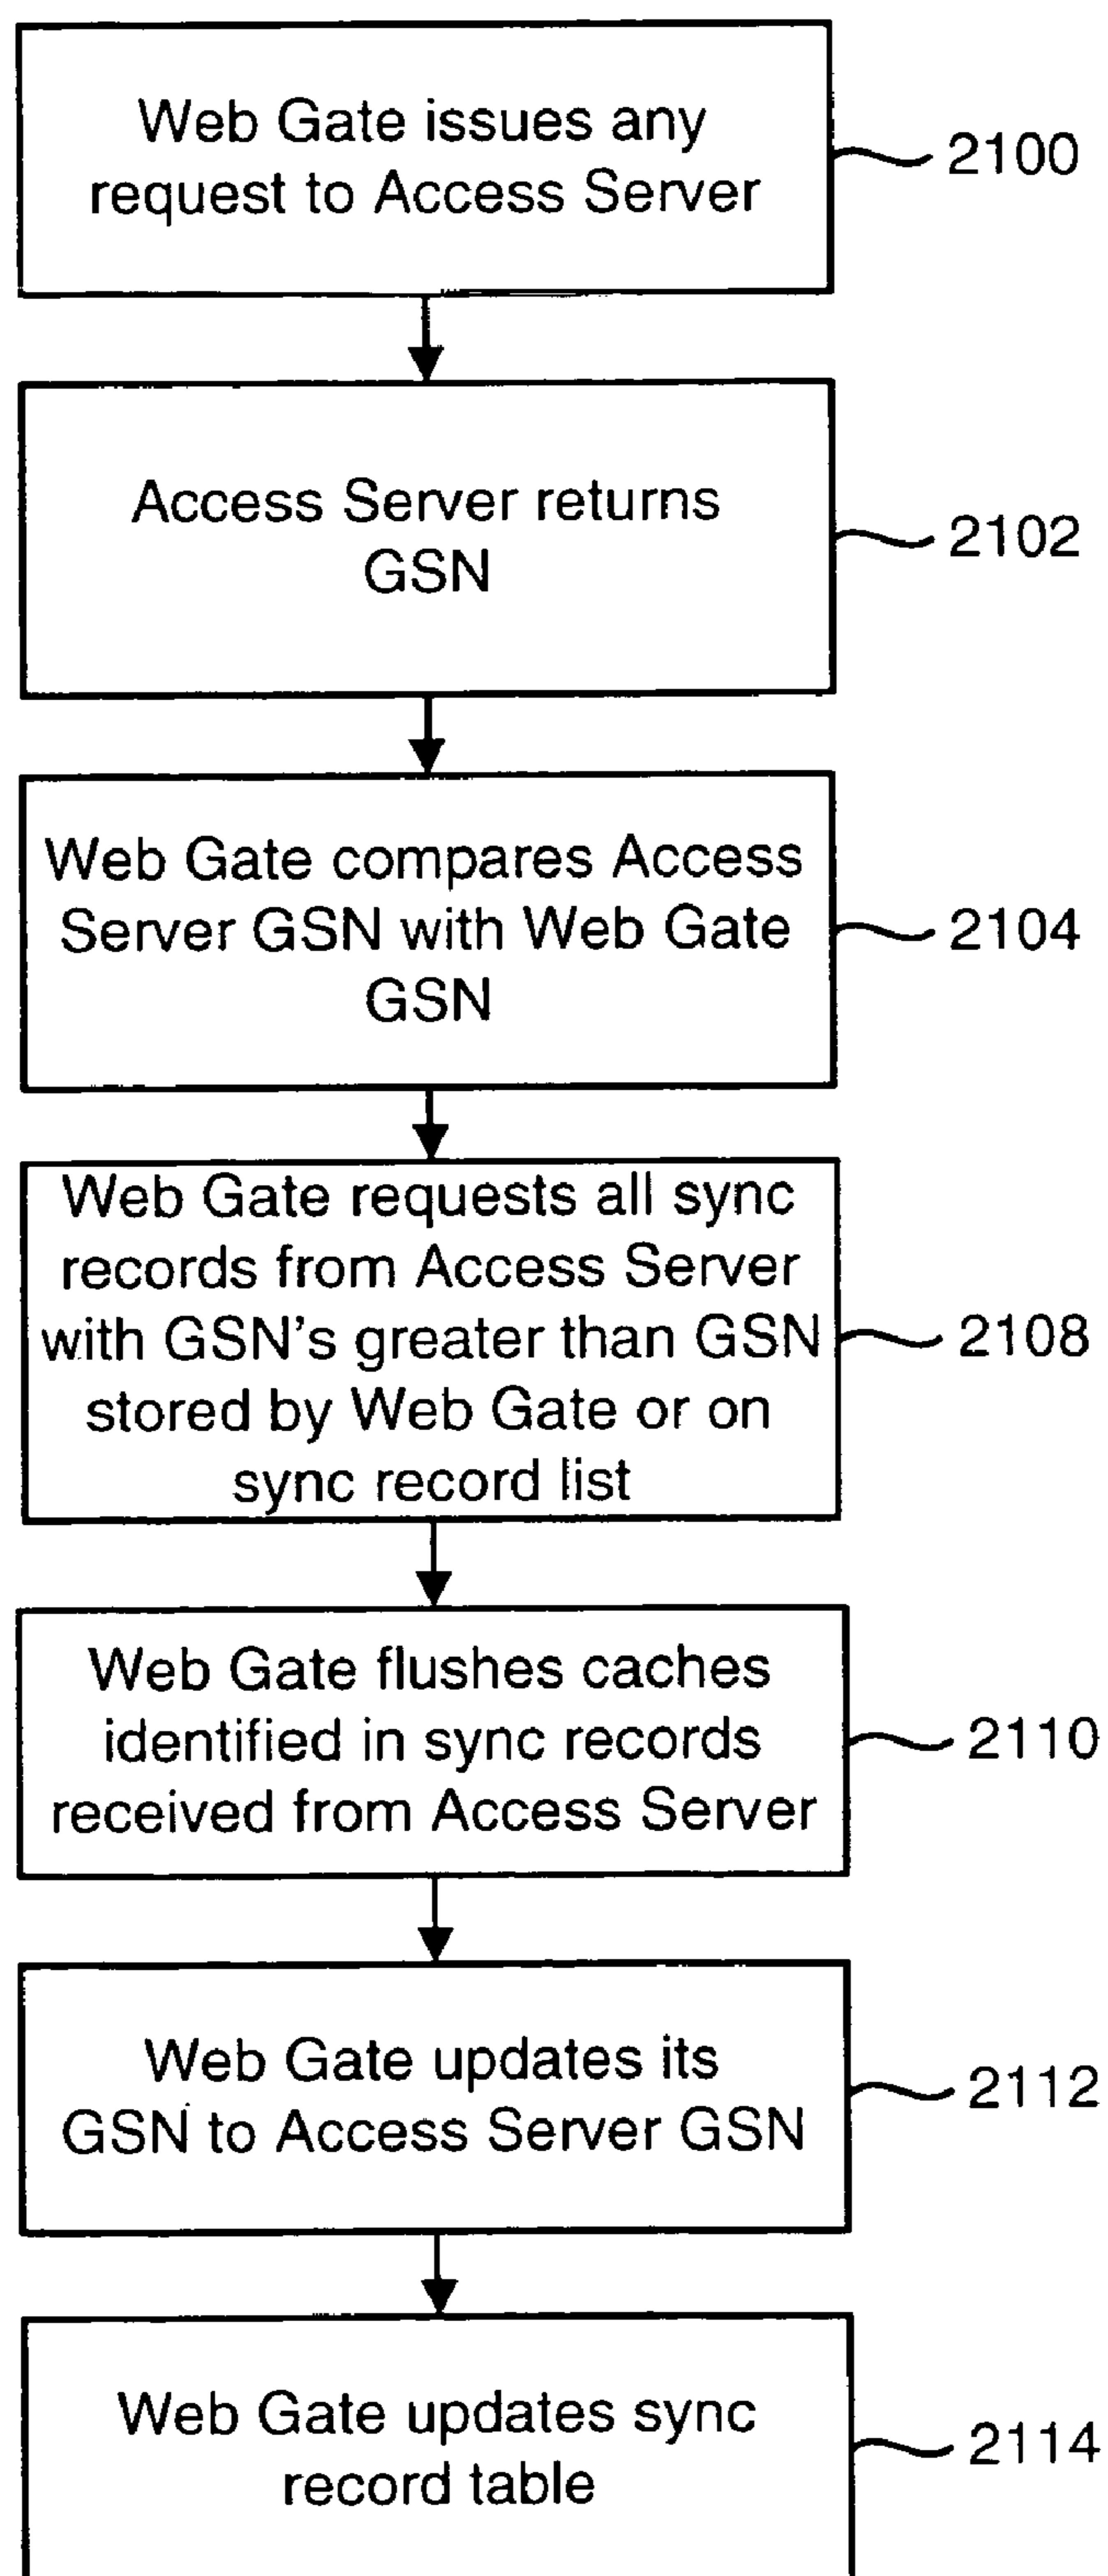 Web Gate issues any
request to Access Server
2100
Access Server returns
GSN
2102
Web Gate compares Access
Server GSN with Web Gate
GSN
2104
Web Gate requests all sync
records from Access Server
with GSN's greater than GSN
stored by Web Gate or on
sync record list
2108
Web Gate flushes caches
identified in sync records
received from Access Server
2110
Web Gate updates its
GSN to Access Server GSN
2112
Web Gate updates sync
record table
2114